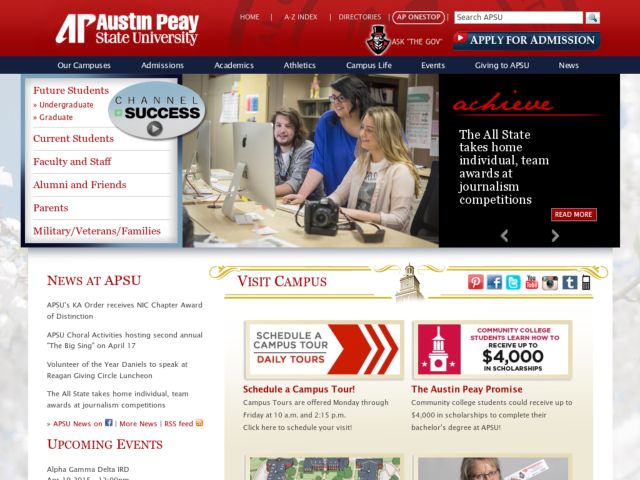 AP Austin Peay
State University
HOME | A-Z INDEX | DIRECTORIES | AP ONESTOP
Search APSU
ASK "THE GOV"
APPLY FOR ADMISSION
Our Campuses Admissions Academics Athletics Campus Life Events Giving to APSU News
Future Students
» Undergraduate
» Graduate
Current Students
Faculty and Staff
Alumni and Friends
Parents
Military/Veterans/Families
CHANNEL
SUCCESS
achieve
The All State
takes home
individual, team
awards at
journalism
competitions
READ MORE
NEWS AT APSU
APSU's KA Order receives NIC Chapter Award
of Distinction
APSU Choral Activities hosting second annual
"The Big Sing" on April 17
Volunteer of the Year Daniels to speak at
Reagan Giving Circle Luncheon
The All State takes home individual, team
awards at journalism competitions
» APSU News on | More News | RSS feed
UPCOMING EVENTS
Alpha Gamma Delta IRD
Apr 19 2015 - 12:00pm
VISIT CAMPUS
You
Tube
SCHEDULE A
CAMPUS TOUR
DAILY TOURS
Schedule a Campus Tour!
Campus Tours are offered Monday through
Friday at 10 a.m. and 2:15 p.m.
Click here to schedule your visit!
COMMUNITY COLLEGE
STUDENTS LEARN HOW TO
RECEIVE UP TO
$4,000
IN SCHOLARSHIPS
The Austin Peay Promise
Community college students could receive up to
$4,000 in scholarships to complete their
bachelor's degree at APSU!